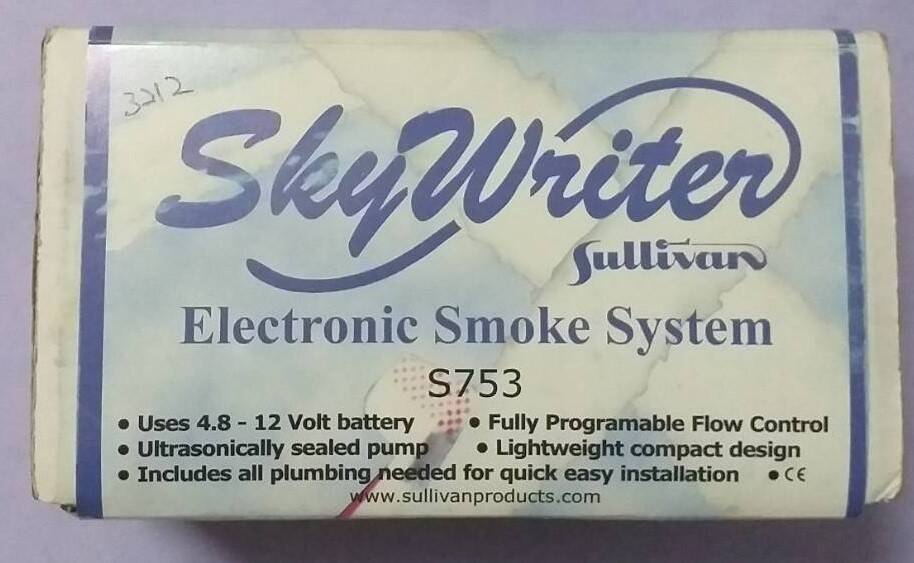 3212
SkyWriter
Sullivan
Electronic Smoke System
S753
• Uses 4.8 - 12 Volt battery • Fully Programable Flow Control
• Ultrasonically sealed pump • Lightweight compact design
• Includes all plumbing needed for quick easy installation • CE
www.sullivanproducts.com